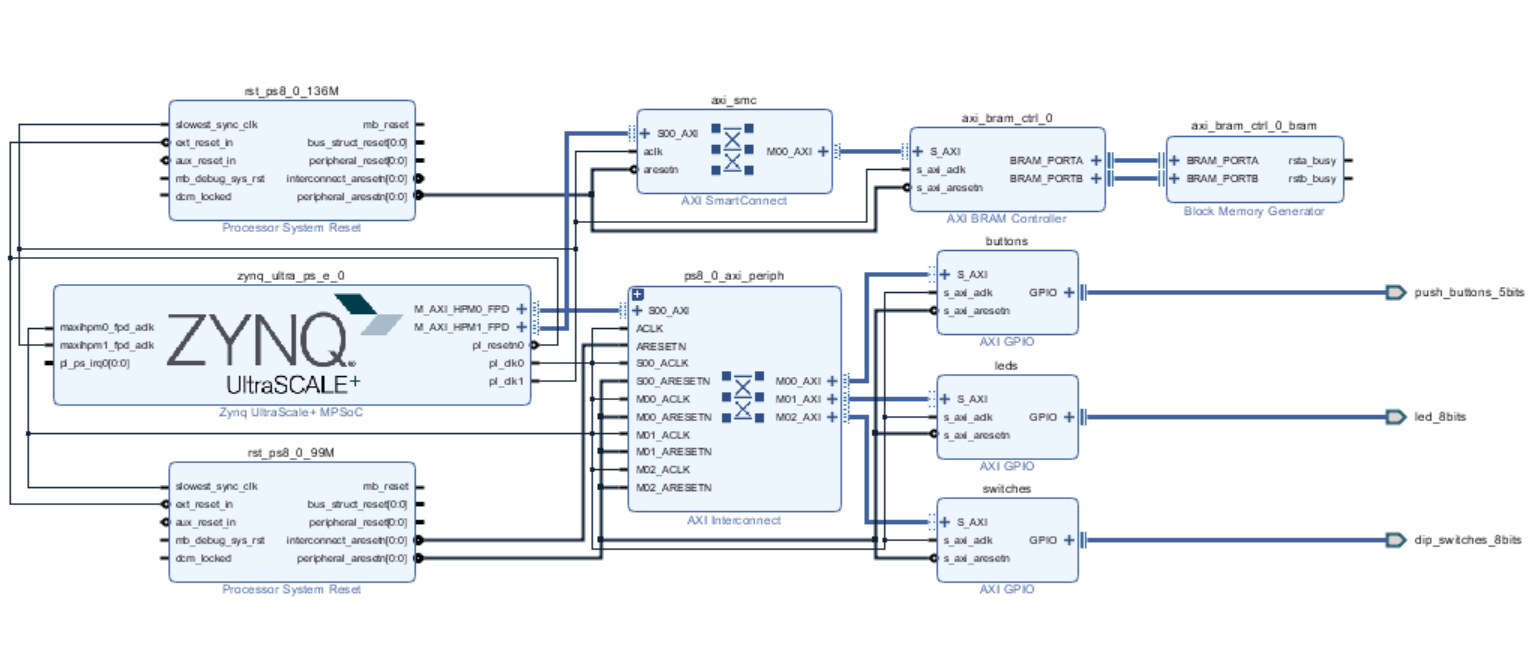 rst_ps8_0_136M
slowest_sync_clk
ext_reset_in
aux_reset_in
mb_debug_sys_rst
dcm_locked
mb_reset
bus_struct_reset[0:0]
peripheral_reset[0:0]
interconnect_aresetn[0:0]
peripheral_aresetn[0:0]
Processor System Reset
axi_smc
S00_AXI
aclk
aresetn
M00_AXI
AXI SmartConnect
axi_bram_ctrl_0
S_AXI
s_axi_aclk
s_axi_aresetn
BRAM_PORTA
BRAM_PORTB
AXI BRAM Controller
axi_bram_ctrl_0_bram
BRAM_PORTA
BRAM_PORTB
rsta_busy
rstb_busy
Block Memory Generator
zynq_ultra_ps_e_0
maxihpm0_fpd_aclk
maxihpm1_fpd_aclk
pl_ps_irq0[0:0]
ZYNQ
UltraSCALE+
M_AXI_HPM0_FPD
M_AXI_HPM1_FPD
pl_resetn0
pl_clk0
pl_clk1
Zynq UltraScale+ MPSoC
ps8_0_axi_periph
S00_AXI
ACLK
ARESETN
S00_ACLK
S00_ARESETN
M00_ACLK
M00_ARESETN
M01_ACLK
M01_ARESETN
M02_ACLK
M02_ARESETN
M00_AXI
M01_AXI
M02_AXI
AXI Interconnect
buttons
S_AXI
s_axi_aclk
s_axi_aresetn
GPIO
AXI GPIO
push_buttons_5bits
leds
S_AXI
s_axi_aclk
s_axi_aresetn
GPIO
AXI GPIO
led_8bits
rst_ps8_0_99M
slowest_sync_clk
ext_reset_in
aux_reset_in
mb_debug_sys_rst
dcm_locked
mb_reset
bus_struct_reset[0:0]
peripheral_reset[0:0]
interconnect_aresetn[0:0]
peripheral_aresetn[0:0]
Processor System Reset
switches
S_AXI
s_axi_aclk
s_axi_aresetn
GPIO
AXI GPIO
dip_switches_8bits